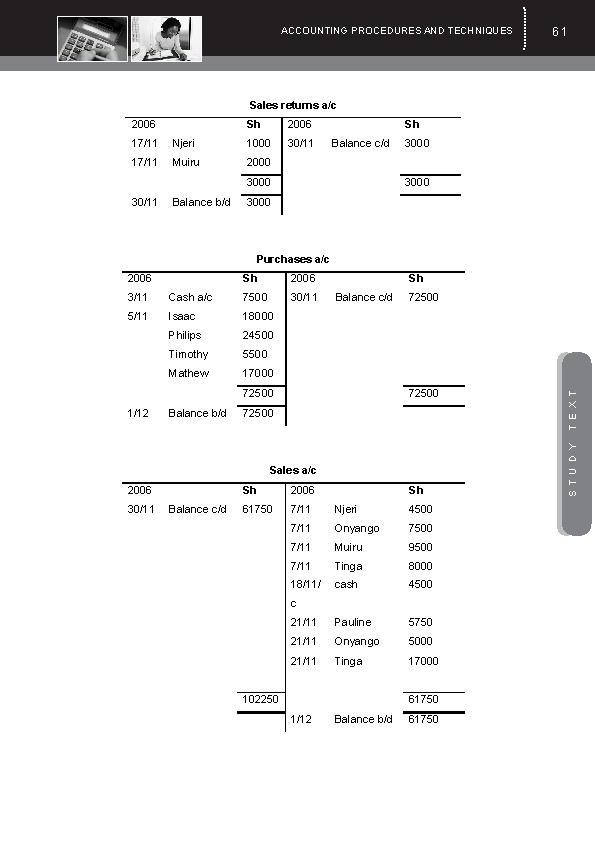 ACCOUNTING PROCEDURES AND TECHNIQUES 61
Sales returns a/c
2006 Sh 2006 Sh
17/11 Njeri 1000 30/11 Balance c/d 3000
17/11 Muiru 2000
3000 3000
30/11 Balance b/d 3000
Purchases a/c
2006 Sh 2006 Sh
3/11 Cash a/c 7500 30/11 Balance c/d 72500
5/11 Isaac 18000
Philips 24500
Timothy 5500
Mathew 17000
72500 72500
1/12 Balance b/d 72500
STUDY TEXT
Sales a/c
2006 Sh 2006 Sh
30/11 Balance c/d 61750 7/11 Njeri 4500
7/11 Onyango 7500
7/11 Muiru 9500
7/11 Tinga 8000
18/11/ cash 4500
c
21/11 Pauline 5750
21/11 Onyango 5000
21/11 Tinga 17000
102250 61750
1/12 Balance b/d 61750